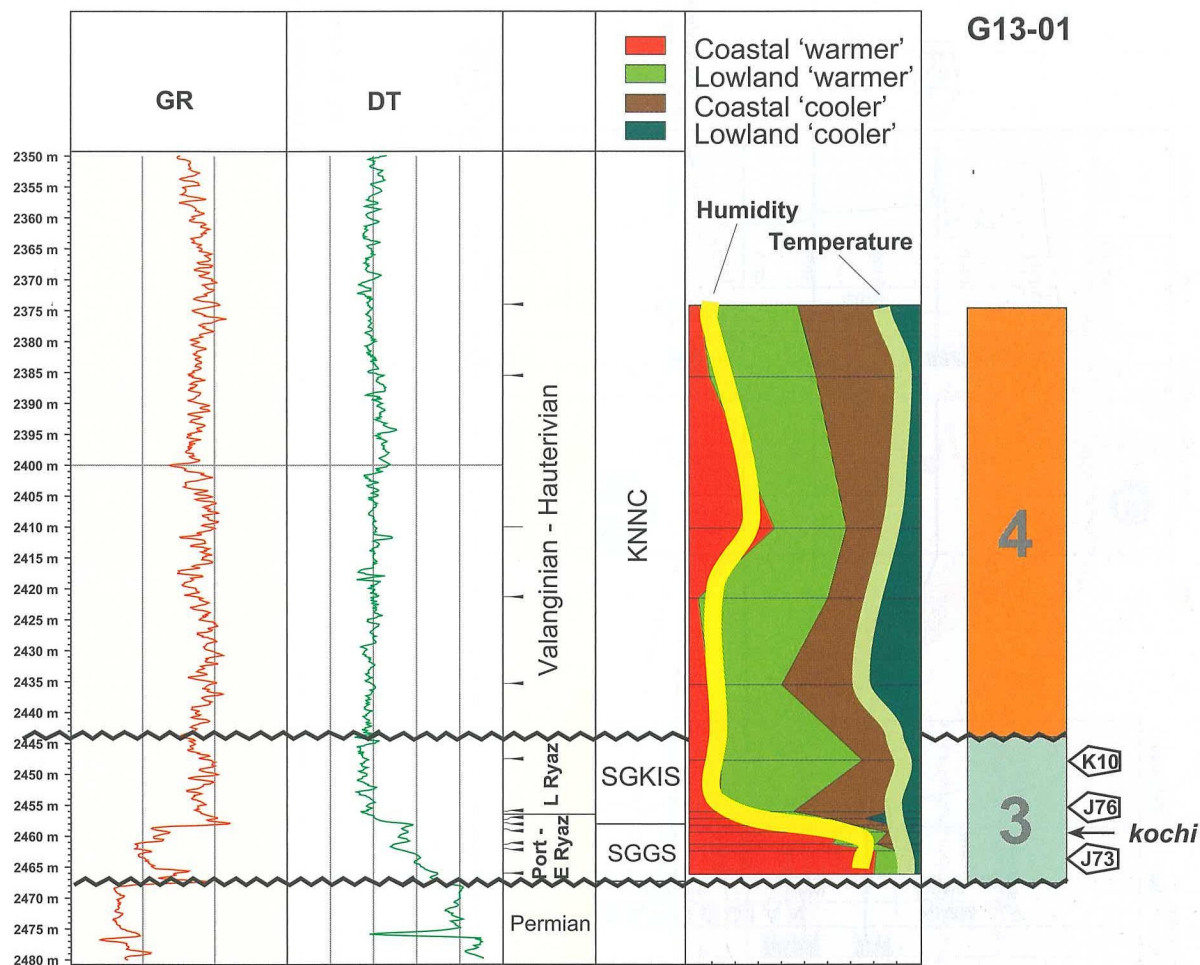 G13-01
Coastal 'warmer'
Lowland 'warmer'
Coastal 'cooler'
Lowland 'cooler'
GR
DT
Humidity
Temperature
2350 m
2355 m
2360 m
2365 m
2370 m
2375 m
2380 m
2385 m
2390 m
2395 m
2400 m
2405 m
2410 m
2415 m
2420 m
2425 m
2430 m
2435 m
2440 m
2445 m
2450 m
2455 m
2460 m
2465 m
2470 m
2475 m
2480 m
Valanginian - Hauterivian
L Ryaz
Port -
E Ryaz
Permian
KNNC
SGKIS
SGGS
4
3
K10
J76
kochi
J73